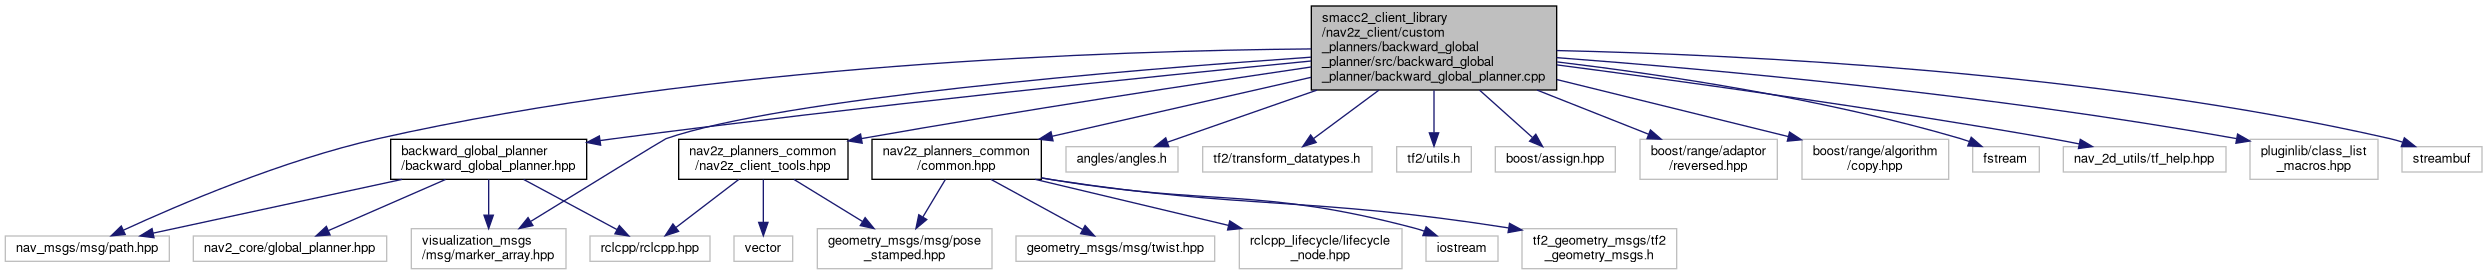 smacc2_client_library
/nav2z_client/custom
_planners/backward_global
_planner/src/backward_global
_planner/backward_global_planner.cpp
backward_global_planner
/backward_global_planner.hpp
nav2z_planners_common
/nav2z_client_tools.hpp
nav2z_planners_common
/common.hpp
angles/angles.h
tf2/transform_datatypes.h
tf2/utils.h
boost/assign.hpp
boost/range/adaptor
/reversed.hpp
boost/range/algorithm
/copy.hpp
fstream
nav_2d_utils/tf_help.hpp
pluginlib/class_list
_macros.hpp
streambuf
nav_msgs/msg/path.hpp
nav2_core/global_planner.hpp
visualization_msgs
/msg/marker_array.hpp
rclcpp/rclcpp.hpp
vector
geometry_msgs/msg/pose
_stamped.hpp
geometry_msgs/msg/twist.hpp
rclcpp_lifecycle/lifecycle
_node.hpp
iostream
tf2_geometry_msgs/tf2
_geometry_msgs.h